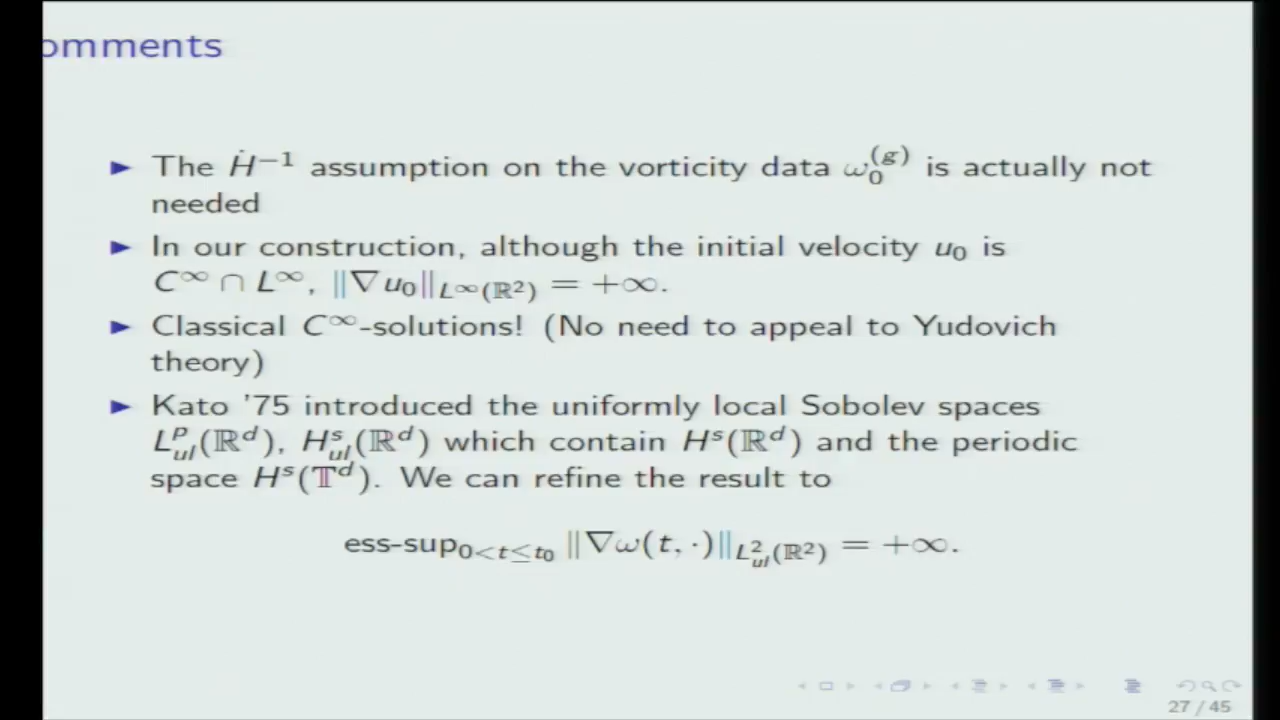 omments
► The Ḣ⁻¹ assumption on the vorticity data ω₀⁽ᵍ⁾ is actually not
needed
► In our construction, although the initial velocity u₀ is
C^∞ ∩ L^∞, ‖∇u₀‖_{L^∞(ℝ²)} = +∞.
► Classical C^∞-solutions! (No need to appeal to Yudovich
theory)
► Kato '75 introduced the uniformly local Sobolev spaces
L^p_{ul}(ℝ^d), H^s_{ul}(ℝ^d) which contain H^s(ℝ^d) and the periodic
space H^s(𝕋^d). We can refine the result to
ess-sup_{0<t≤t₀} ‖∇ω(t, ·)‖_{L²_{ul}(ℝ²)} = +∞.
27 / 45